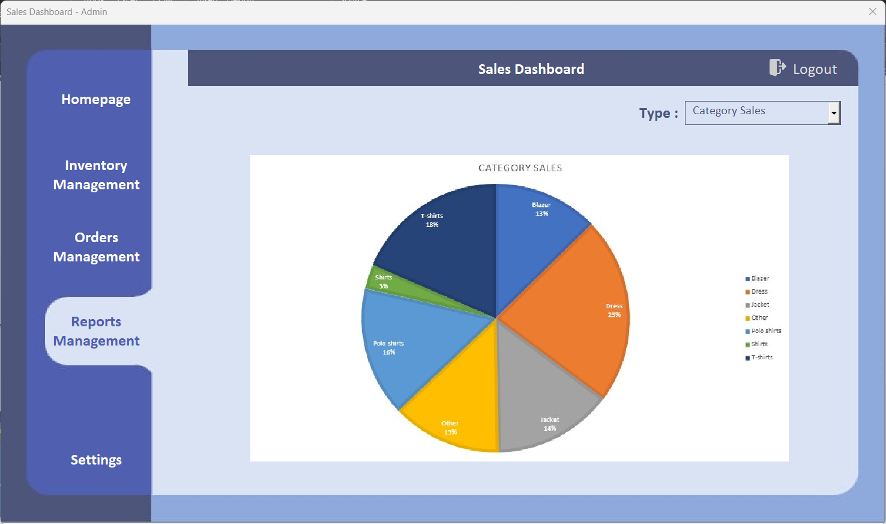 Sales Dashboard - Admin
Sales Dashboard
Logout
Homepage
Inventory
Management
Orders
Management
Reports
Management
Settings
Type :
Category Sales
CATEGORY SALES
Blazer
13%
Dress
23%
Jacket
14%
Other
13%
Polo shirts
16%
Shirts
3%
T-shirts
18%
Blazer
Dress
Jacket
Other
Polo shirts
Shirts
T-shirts